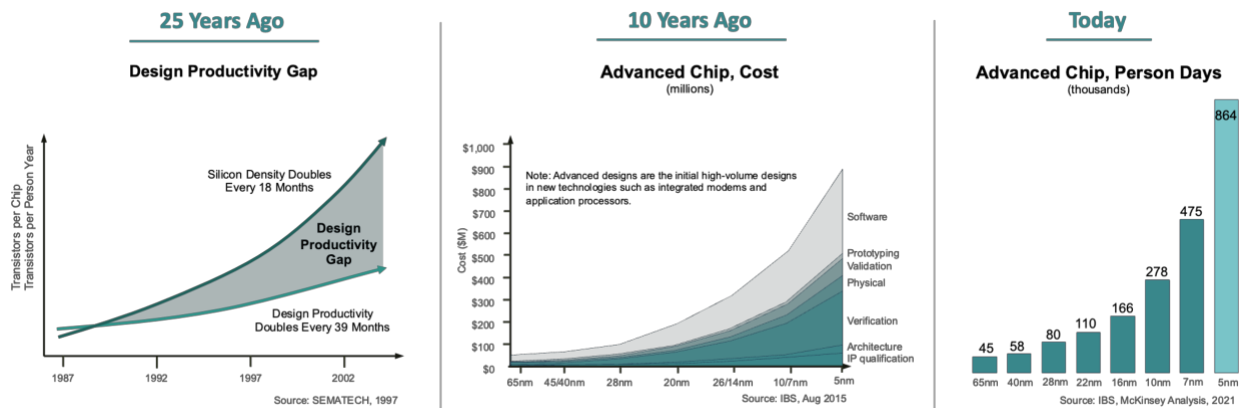 25 Years Ago
Design Productivity Gap
Transistors per Chip
Transistors per Person Year
Silicon Density Doubles
Every 18 Months
Design
Productivity
Gap
Design Productivity
Doubles Every 39 Months
1987
1992
1997
2002
Source: SEMATECH, 1997
10 Years Ago
Advanced Chip, Cost
(millions)
Cost ($M)
$1,000
$900
$800
$700
$600
$500
$400
$300
$200
$100
$0
Note: Advanced designs are the initial high-volume designs
in new technologies such as integrated modems and
application processors.
Software
Prototyping
Validation
Physical
Verification
Architecture
IP qualification
65nm
45/40nm
28nm
20nm
26/14nm
10/7nm
5nm
Source: IBS, Aug 2015
Today
Advanced Chip, Person Days
(thousands)
45
58
80
110
166
278
475
864
65nm
40nm
28nm
22nm
16nm
10nm
7nm
5nm
Source: IBS, McKinsey Analysis, 2021